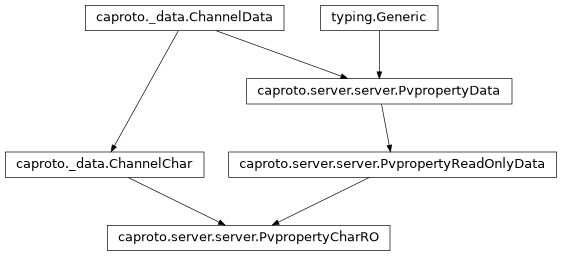 caproto._data.ChannelData
typing.Generic
caproto.server.server.PvpropertyData
caproto._data.ChannelChar
caproto.server.server.PvpropertyReadOnlyData
caproto.server.server.PvpropertyCharRO